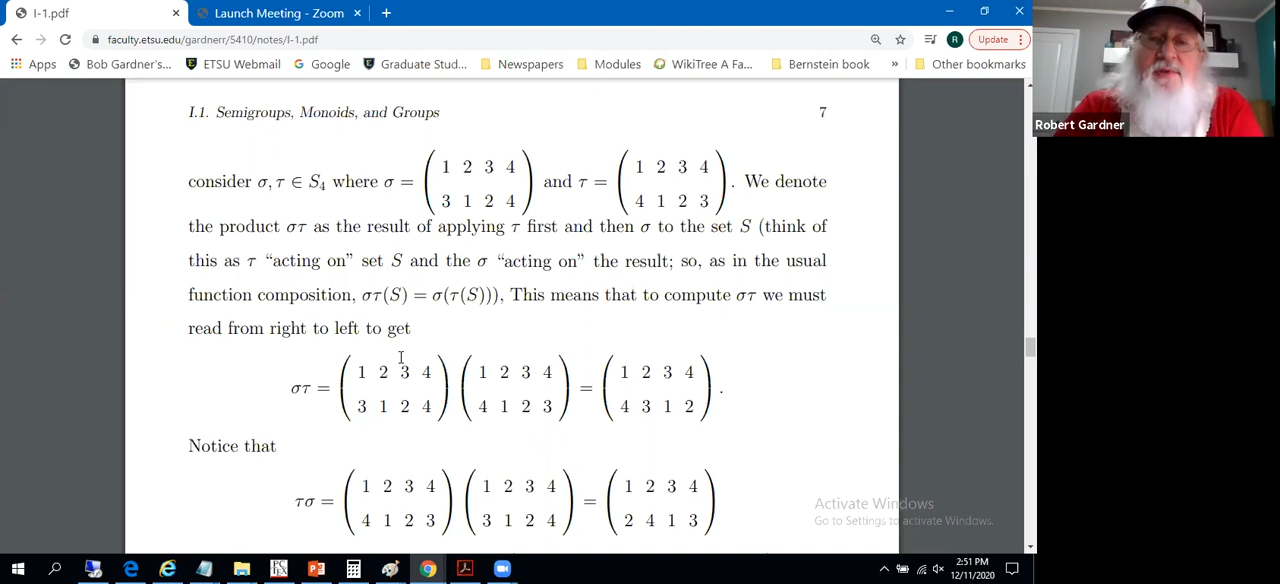 I-1.pdf
Launch Meeting - Zoom
faculty.etsu.edu/gardnerr/5410/notes/I-1.pdf
Update
Apps Bob Gardner's... ETSU Webmail Google Graduate Stud... Newspapers Modules WikiTree A Fa... Bernstein book » Other bookmarks
Robert Gardner
I.1. Semigroups, Monoids, and Groups 7
consider σ, τ ∈ S₄ where σ = ( 1 2 3 4 / 3 1 2 4 ) and τ = ( 1 2 3 4 / 4 1 2 3 ). We denote
the product στ as the result of applying τ first and then σ to the set S (think of
this as τ “acting on” set S and the σ “acting on” the result; so, as in the usual
function composition, στ(S) = σ(τ(S))), This means that to compute στ we must
read from right to left to get
στ = ( 1 2 3 4 / 3 1 2 4 ) ( 1 2 3 4 / 4 1 2 3 ) = ( 1 2 3 4 / 4 3 1 2 ).
Notice that
τσ = ( 1 2 3 4 / 4 1 2 3 ) ( 1 2 3 4 / 3 1 2 4 ) = ( 1 2 3 4 / 2 4 1 3 )
Activate Windows
Go to Settings to activate Windows.
2:51 PM
12/11/2020